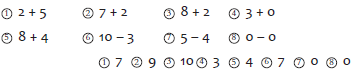 ① 2 + 5 ② 7 + 2 ③ 8 + 2 ④ 3 + 0
⑤ 8 + 4 ⑥ 10 – 3 ⑦ 5 – 4 ⑧ 0 – 0
① 7 ② 9 ③ 10 ④ 3 ⑤ 4 ⑥ 7 ⑦ 0 ⑧ 0